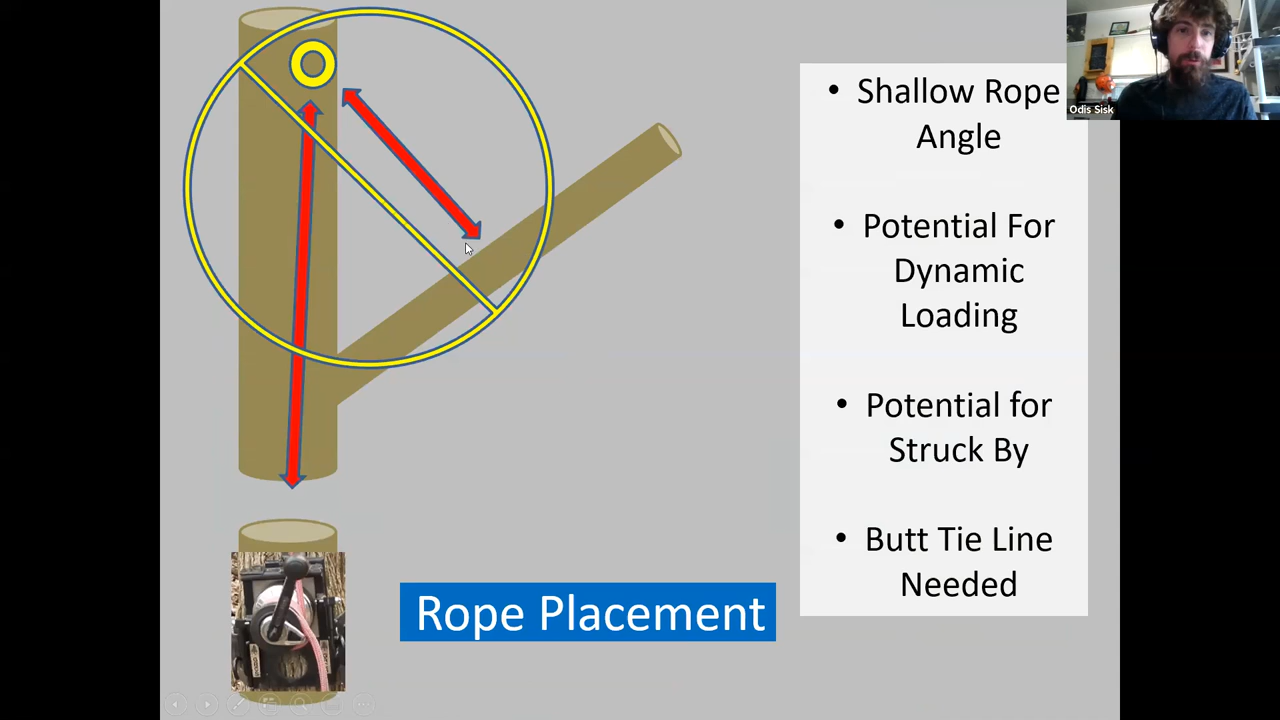 • Shallow Rope
Angle
• Potential For
Dynamic
Loading
• Potential for
Struck By
• Butt Tie Line
Needed
Rope Placement
Odis Sisk